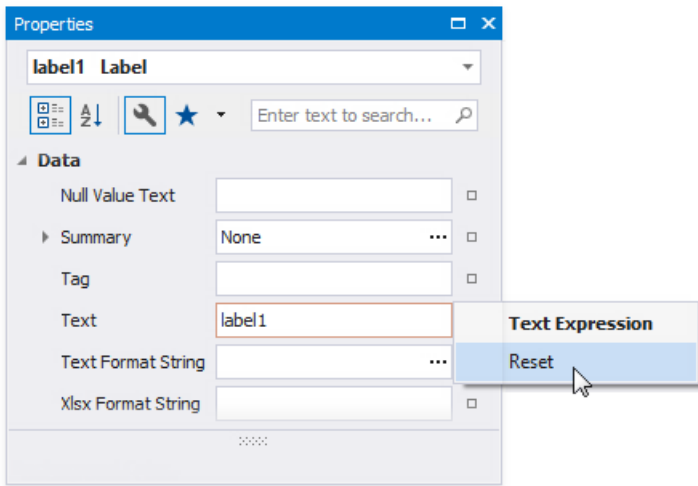 Properties
label1 Label
Enter text to search...
Data
Null Value Text
Summary None ...
Tag
Text label1
Text Expression
Text Format String ...
Reset
Xlsx Format String